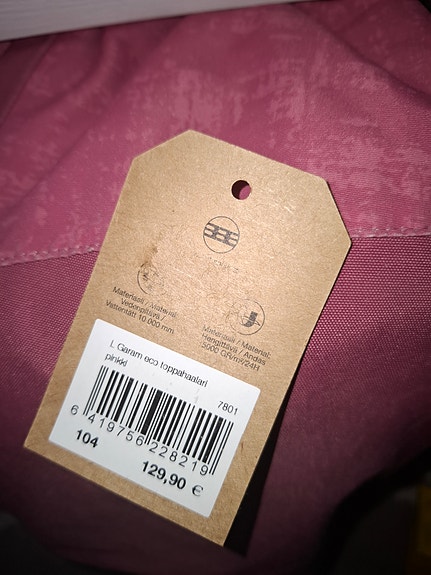 Materiaali / Material:
Vedenpitävä /
Vattentätt 10 000 mm
Materiaali / Material:
Hengittävä / Andas
5000 G/m²/24H
L Garam eco toppahaalari
pinkki
7801
6 419756 228219
104
129,90 €